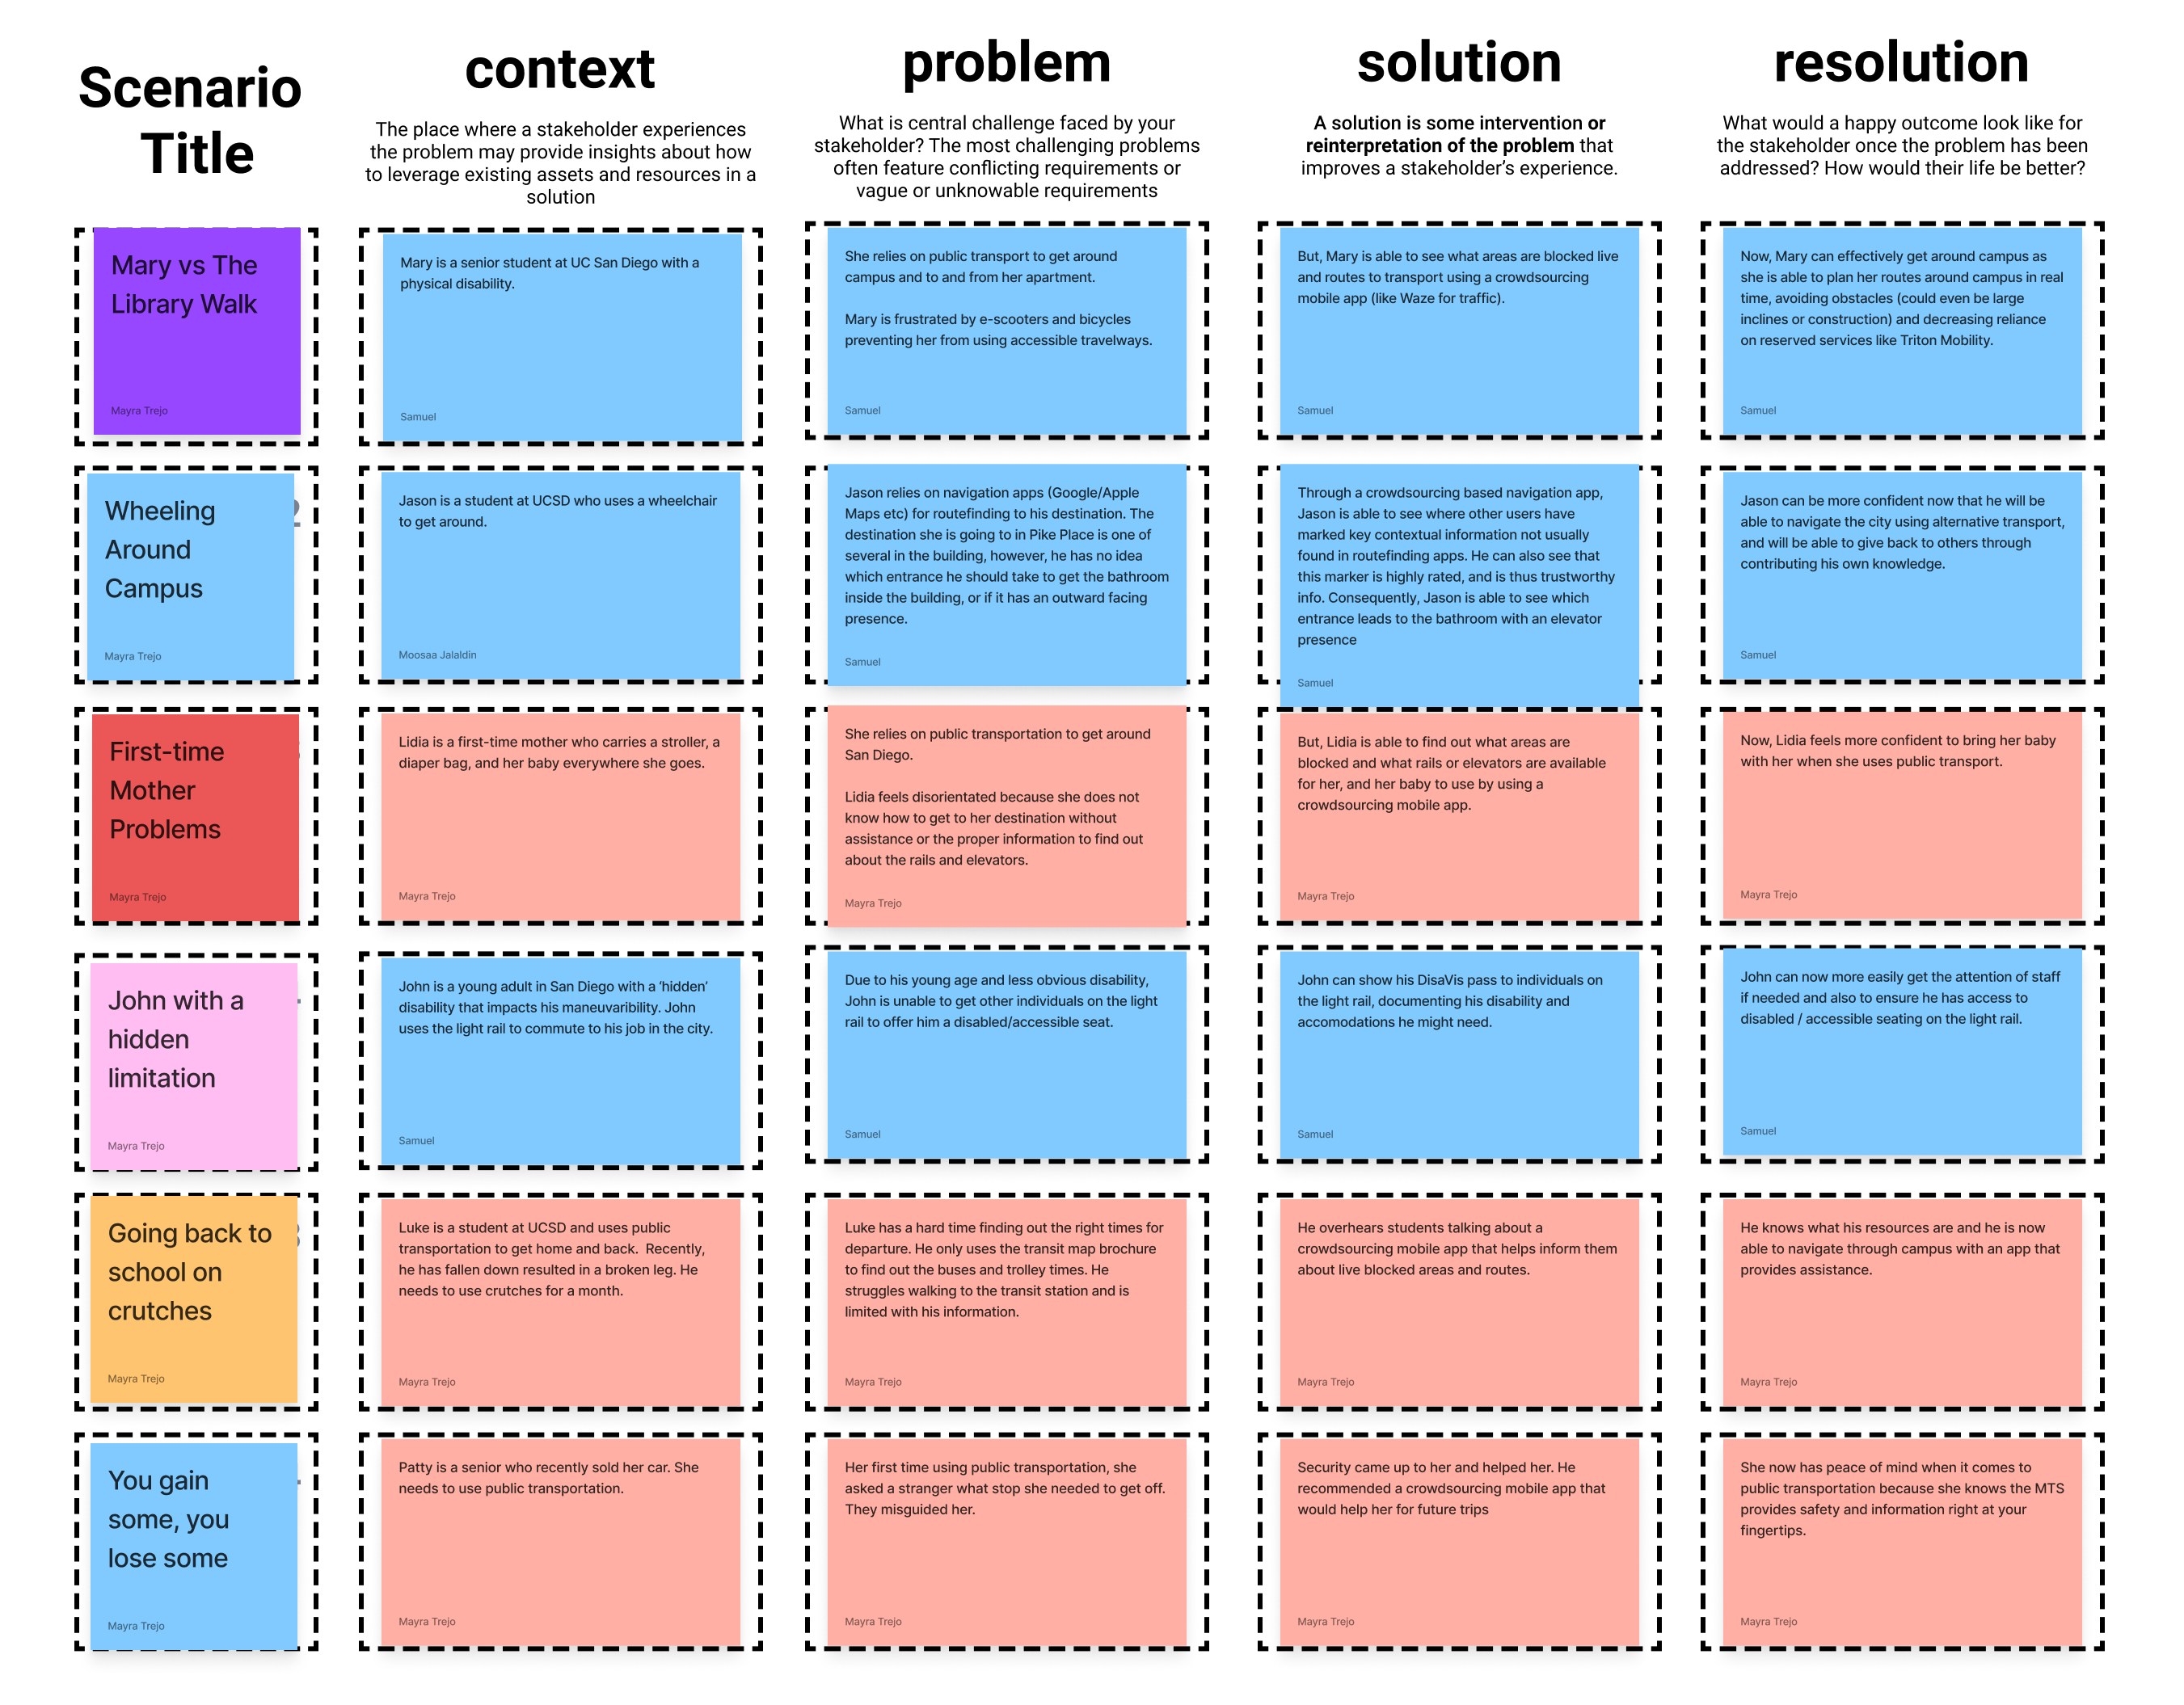 Scenario
Title
context
The place where a stakeholder experiences
the problem may provide insights about how
to leverage existing assets and resources in a
solution
problem
What is central challenge faced by your
stakeholder? The most challenging problems
often feature conflicting requirements or
vague or unknowable requirements
solution
A solution is some intervention or
reinterpretation of the problem that
improves a stakeholder’s experience.
resolution
What would a happy outcome look like for
the stakeholder once the problem has been
addressed? How would their life be better?
Mary vs The
Library Walk
Mayra Trejo
Mary is a senior student at UC San Diego with a
physical disability.
Samuel
She relies on public transport to get around
campus and to and from her apartment.
Mary is frustrated by e-scooters and bicycles
preventing her from using accessible travelways.
Samuel
But, Mary is able to see what areas are blocked live
and routes to transport using a crowdsourcing
mobile app (like Waze for traffic).
Samuel
Now, Mary can effectively get around campus as
she is able to plan her routes around campus in real
time, avoiding obstacles (could even be large
inclines or construction) and decreasing reliance
on reserved services like Triton Mobility.
Samuel
Wheeling
Around
Campus
Mayra Trejo
Jason is a student at UCSD who uses a wheelchair
to get around.
Moosaa Jalaldin
Jason relies on navigation apps (Google/Apple
Maps etc) for routefinding to his destination. The
destination she is going to in Pike Place is one of
several in the building, however, he has no idea
which entrance he should take to get the bathroom
inside the building, or if it has an outward facing
presence.
Samuel
Through a crowdsourcing based navigation app,
Jason is able to see where other users have
marked key contextual information not usually
found in routefinding apps. He can also see that
this marker is highly rated, and is thus trustworthy
info. Consequently, Jason is able to see which
entrance leads to the bathroom with an elevator
presence
Samuel
Jason can be more confident now that he will be
able to navigate the city using alternative transport,
and will be able to give back to others through
contributing his own knowledge.
Samuel
First-time
Mother
Problems
Mayra Trejo
Lidia is a first-time mother who carries a stroller, a
diaper bag, and her baby everywhere she goes.
Mayra Trejo
She relies on public transportation to get around
San Diego.
Lidia feels disorientated because she does not
know how to get to her destination without
assistance or the proper information to find out
about the rails and elevators.
Mayra Trejo
But, Lidia is able to find out what areas are
blocked and what rails or elevators are available
for her, and her baby to use by using a
crowdsourcing mobile app.
Mayra Trejo
Now, Lidia feels more confident to bring her baby
with her when she uses public transport.
Mayra Trejo
John with a
hidden
limitation
Mayra Trejo
John is a young adult in San Diego with a ‘hidden’
disability that impacts his maneuvaribility. John
uses the light rail to commute to his job in the city.
Samuel
Due to his young age and less obvious disability,
John is unable to get other individuals on the light
rail to offer him a disabled/accessible seat.
Samuel
John can show his DisaVis pass to individuals on
the light rail, documenting his disability and
accomodations he might need.
Samuel
John can now more easily get the attention of staff
if needed and also to ensure he has access to
disabled / accessible seating on the light rail.
Samuel
Going back to
school on
crutches
Mayra Trejo
Luke is a student at UCSD and uses public
transportation to get home and back. Recently,
he has fallen down resulted in a broken leg. He
needs to use crutches for a month.
Mayra Trejo
Luke has a hard time finding out the right times for
departure. He only uses the transit map brochure
to find out the buses and trolley times. He
struggles walking to the transit station and is
limited with his information.
Mayra Trejo
He overhears students talking about a
crowdsourcing mobile app that helps inform them
about live blocked areas and routes.
Mayra Trejo
He knows what his resources are and he is now
able to navigate through campus with an app that
provides assistance.
Mayra Trejo
You gain
some, you
lose some
Mayra Trejo
Patty is a senior who recently sold her car. She
needs to use public transportation.
Mayra Trejo
Her first time using public transportation, she
asked a stranger what stop she needed to get off.
They misguided her.
Mayra Trejo
Security came up to her and helped her. He
recommended a crowdsourcing mobile app that
would help her for future trips
Mayra Trejo
She now has peace of mind when it comes to
public transportation because she knows the MTS
provides safety and information right at your
fingertips.
Mayra Trejo